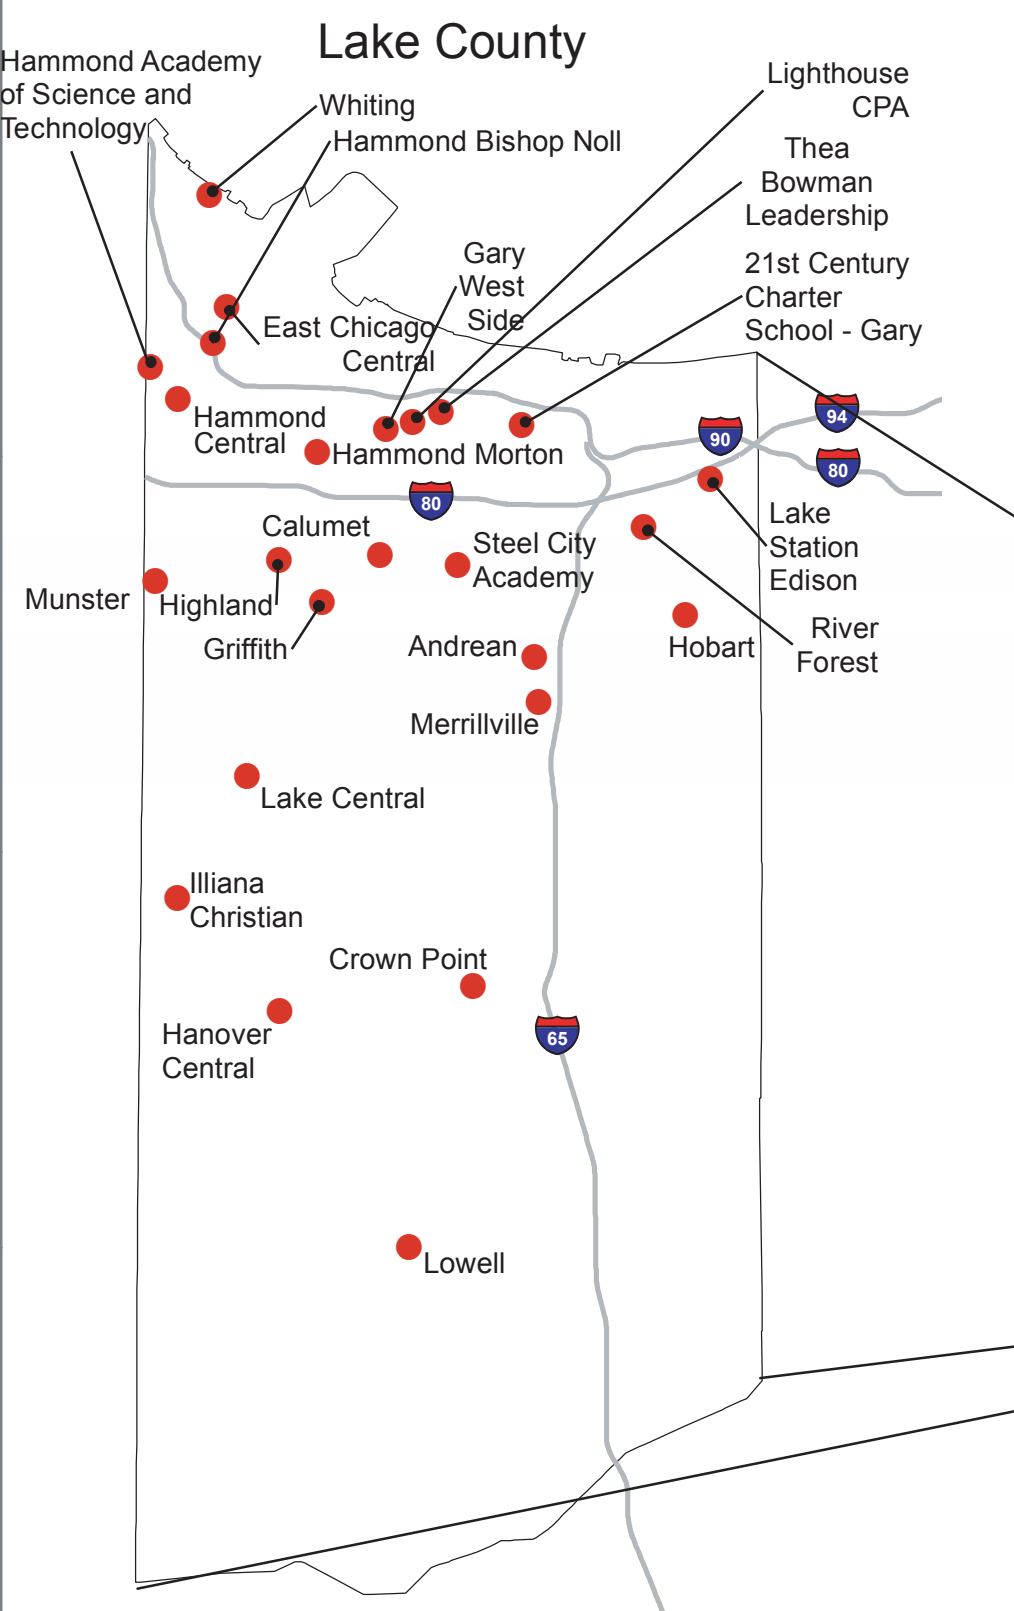 Lake County
Hammond Academy
of Science and
Technology
Whiting
Hammond Bishop Noll
Lighthouse
CPA
Thea
Bowman
Leadership
Gary
West
Side
21st Century
Charter
School - Gary
East Chicago
Central
Hammond
Central
Hammond Morton
94
90
80
80
Calumet
Steel City
Academy
Lake
Station
Edison
Munster
Highland
Griffith
Andrean
Hobart
River
Forest
Merrillville
Lake Central
Illiana
Christian
Crown Point
Hanover
Central
65
Lowell